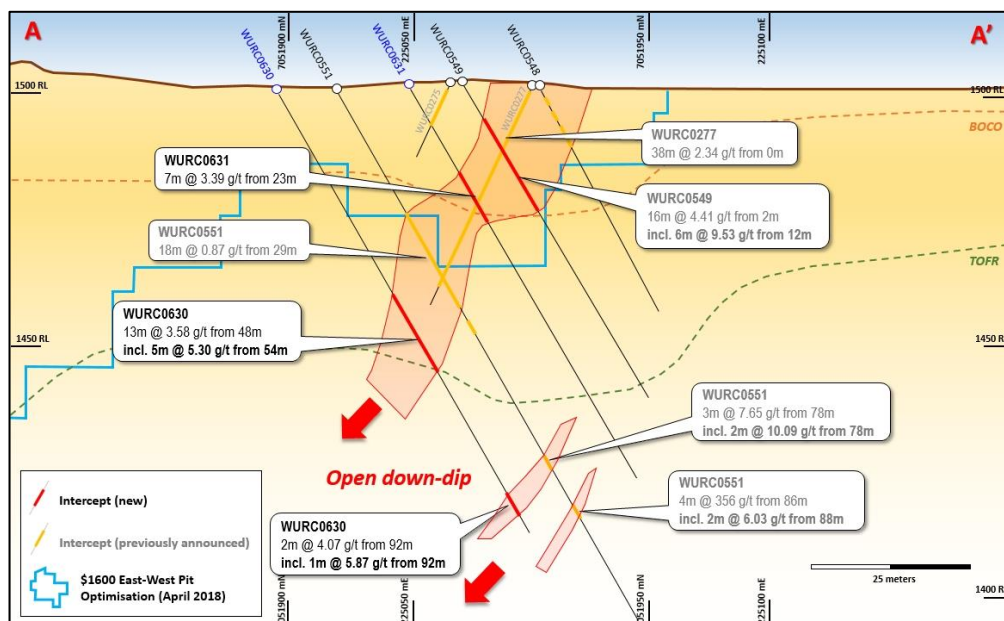 A
A'
7051900 mN
225050 mE
7051950 mN
225100 mE
WURC0630
WURC0551
WURC0631
WURC0549
WURC0548
WURC0275
WURC0277
1500 RL
1500 RL
BOCO
WURC0277
38m @ 2.34 g/t from 0m
WURC0631
7m @ 3.39 g/t from 23m
WURC0549
16m @ 4.41 g/t from 2m
incl. 6m @ 9.53 g/t from 12m
WURC0551
18m @ 0.87 g/t from 29m
TOFR
WURC0630
13m @ 3.58 g/t from 48m
incl. 5m @ 5.30 g/t from 54m
1450 RL
1450 RL
WURC0551
3m @ 7.65 g/t from 78m
incl. 2m @ 10.09 g/t from 78m
Open down-dip
WURC0551
4m @ 356 g/t from 86m
incl. 2m @ 6.03 g/t from 88m
WURC0630
2m @ 4.07 g/t from 92m
incl. 1m @ 5.87 g/t from 92m
Intercept (new)
Intercept (previously announced)
$1600 East-West Pit
Optimisation (April 2018)
25 meters
1400 RL
7051900 mN
225050 mE
7051950 mN
225100 mE